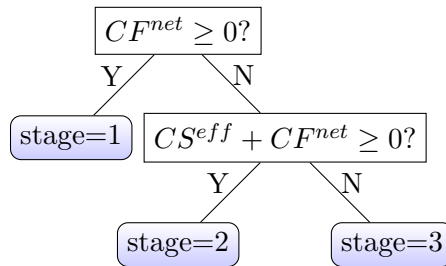 CF^{net} ≥ 0?
Y N
stage=1
CS^{eff} + CF^{net} ≥ 0?
Y N
stage=2 stage=3